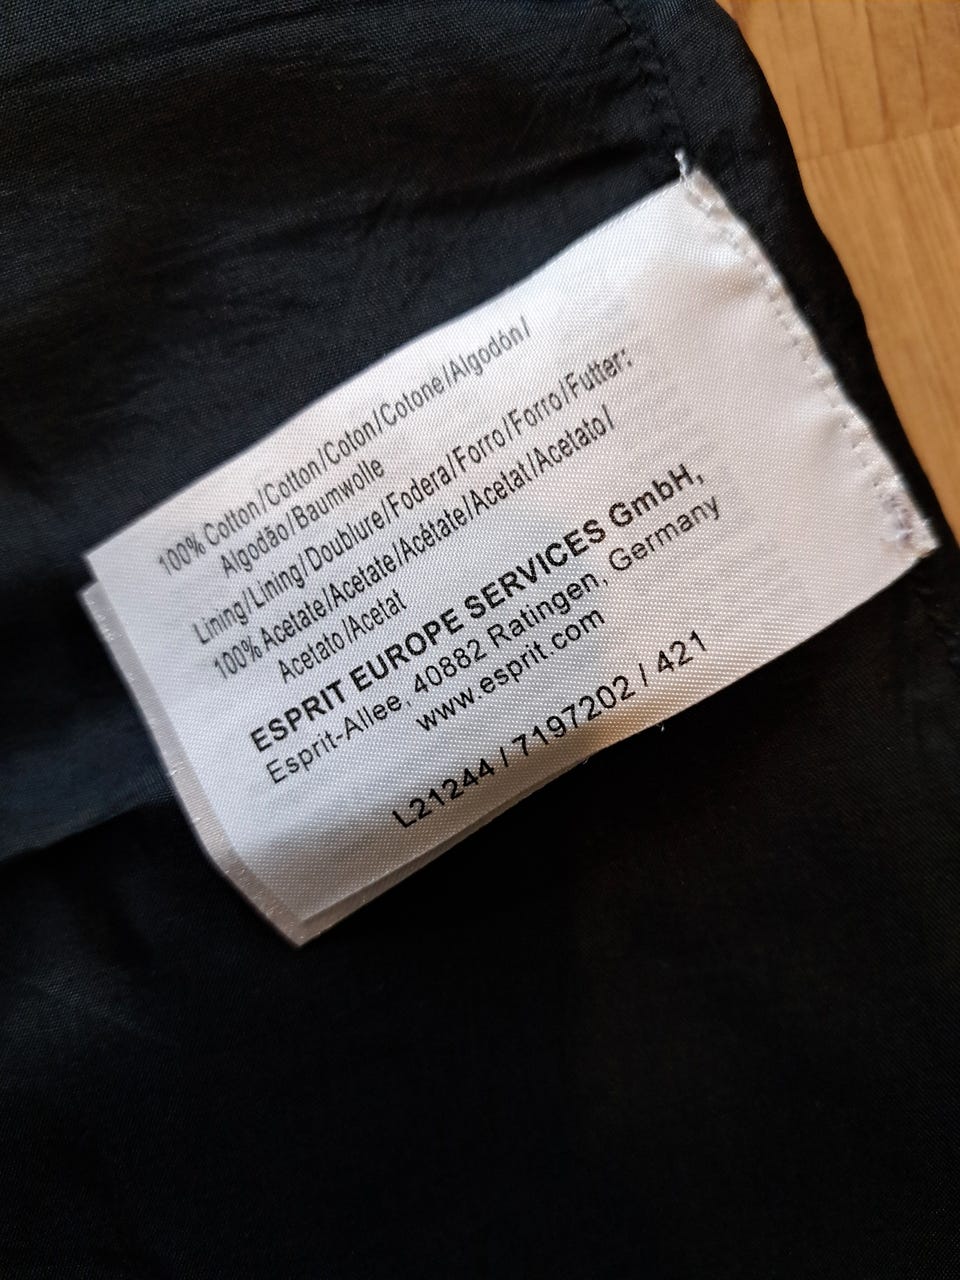 100% Cotton/Cotton/Coton/Cotone/Algodón/
Algodão/Baumwolle
Lining/Lining/Doublure/Fodera/Forro/Forro/Futter:
100% Acetate/Acetate/Acétate/Acetat/Acetato/
Acetato/Acetat
ESPRIT EUROPE SERVICES GmbH,
Esprit-Allee, 40882 Ratingen, Germany
www.esprit.com
L21244 / 7197202 / 421